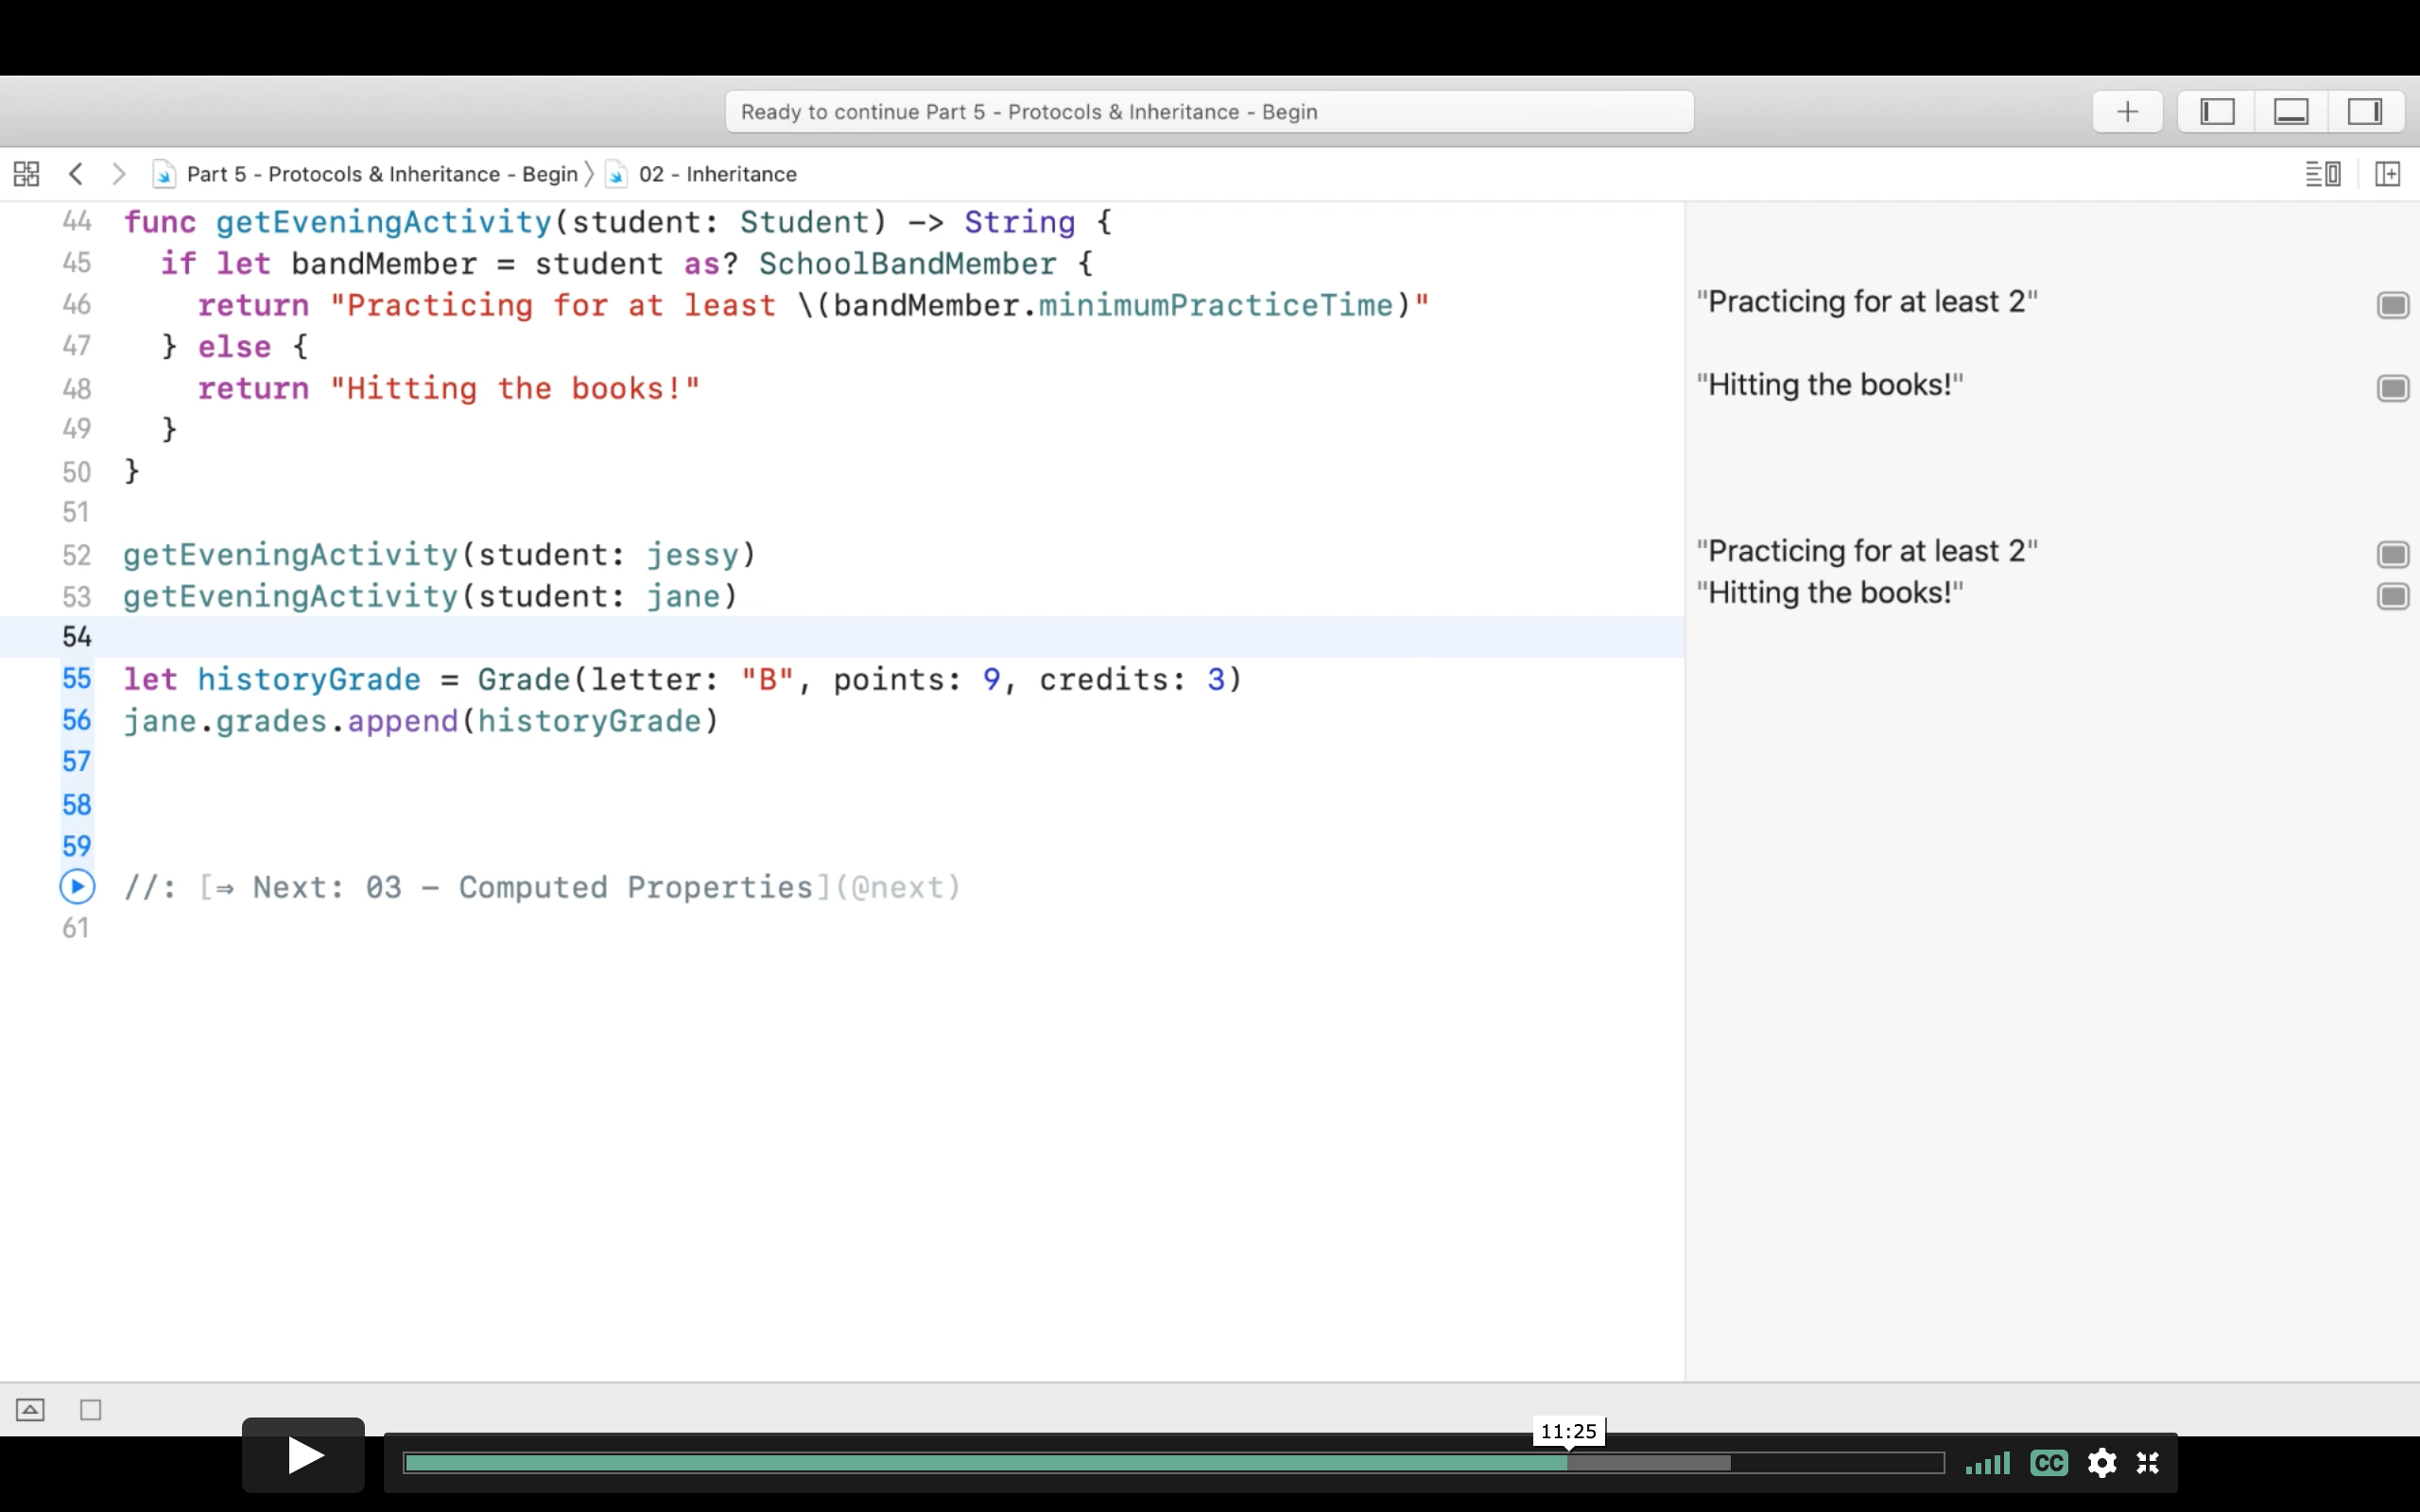 Ready to continue Part 5 - Protocols & Inheritance - Begin
Part 5 - Protocols & Inheritance - Begin 〉 02 - Inheritance
44 func getEveningActivity(student: Student) -> String {
45 if let bandMember = student as? SchoolBandMember {
46 return "Practicing for at least \(bandMember.minimumPracticeTime)" "Practicing for at least 2"
47 } else {
48 return "Hitting the books!" "Hitting the books!"
49 }
50 }
51
52 getEveningActivity(student: jessy) "Practicing for at least 2"
53 getEveningActivity(student: jane) "Hitting the books!"
54
55 let historyGrade = Grade(letter: "B", points: 9, credits: 3)
56 jane.grades.append(historyGrade)
57
58
59
//: [⇒ Next: 03 - Computed Properties](@next)
61
11:25
CC